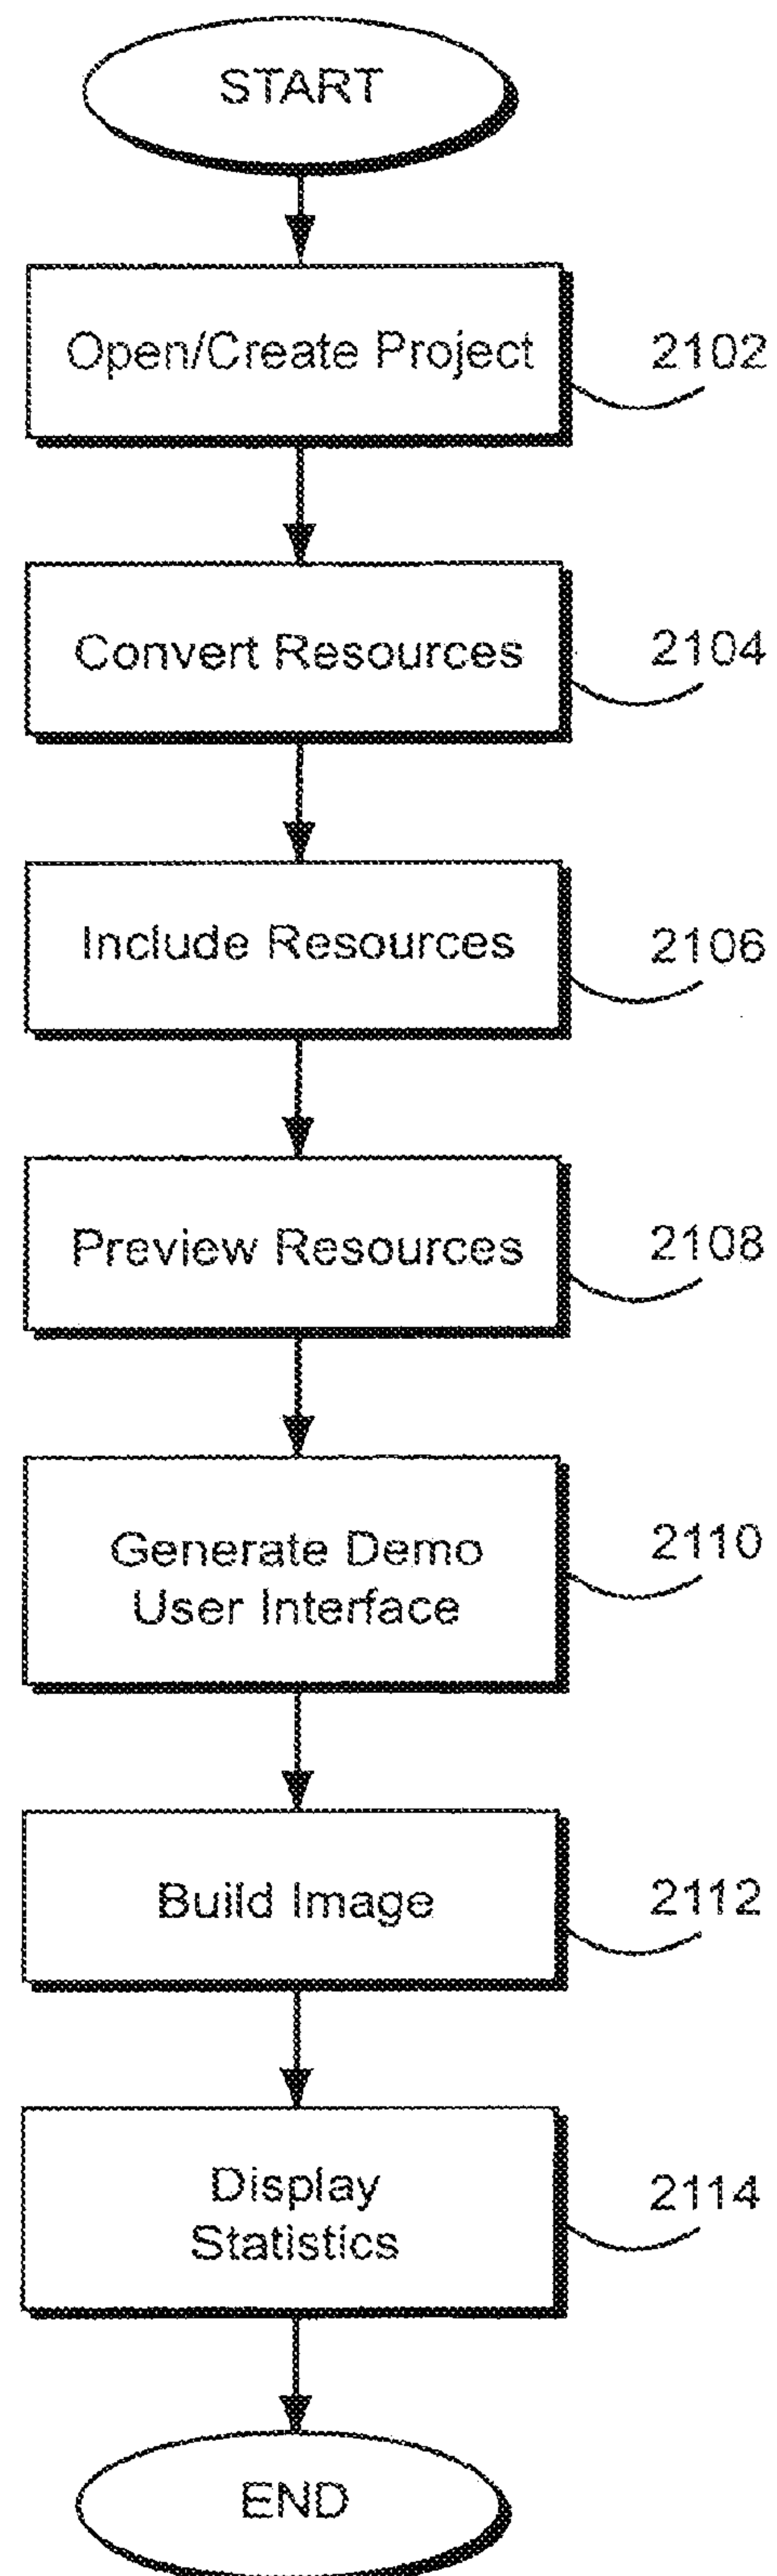 START
Open/Create Project
2102
Convert Resources
2104
Include Resources
2106
Preview Resources
2108
Generate Demo
User Interface
2110
Build Image
2112
Display
Statistics
2114
END